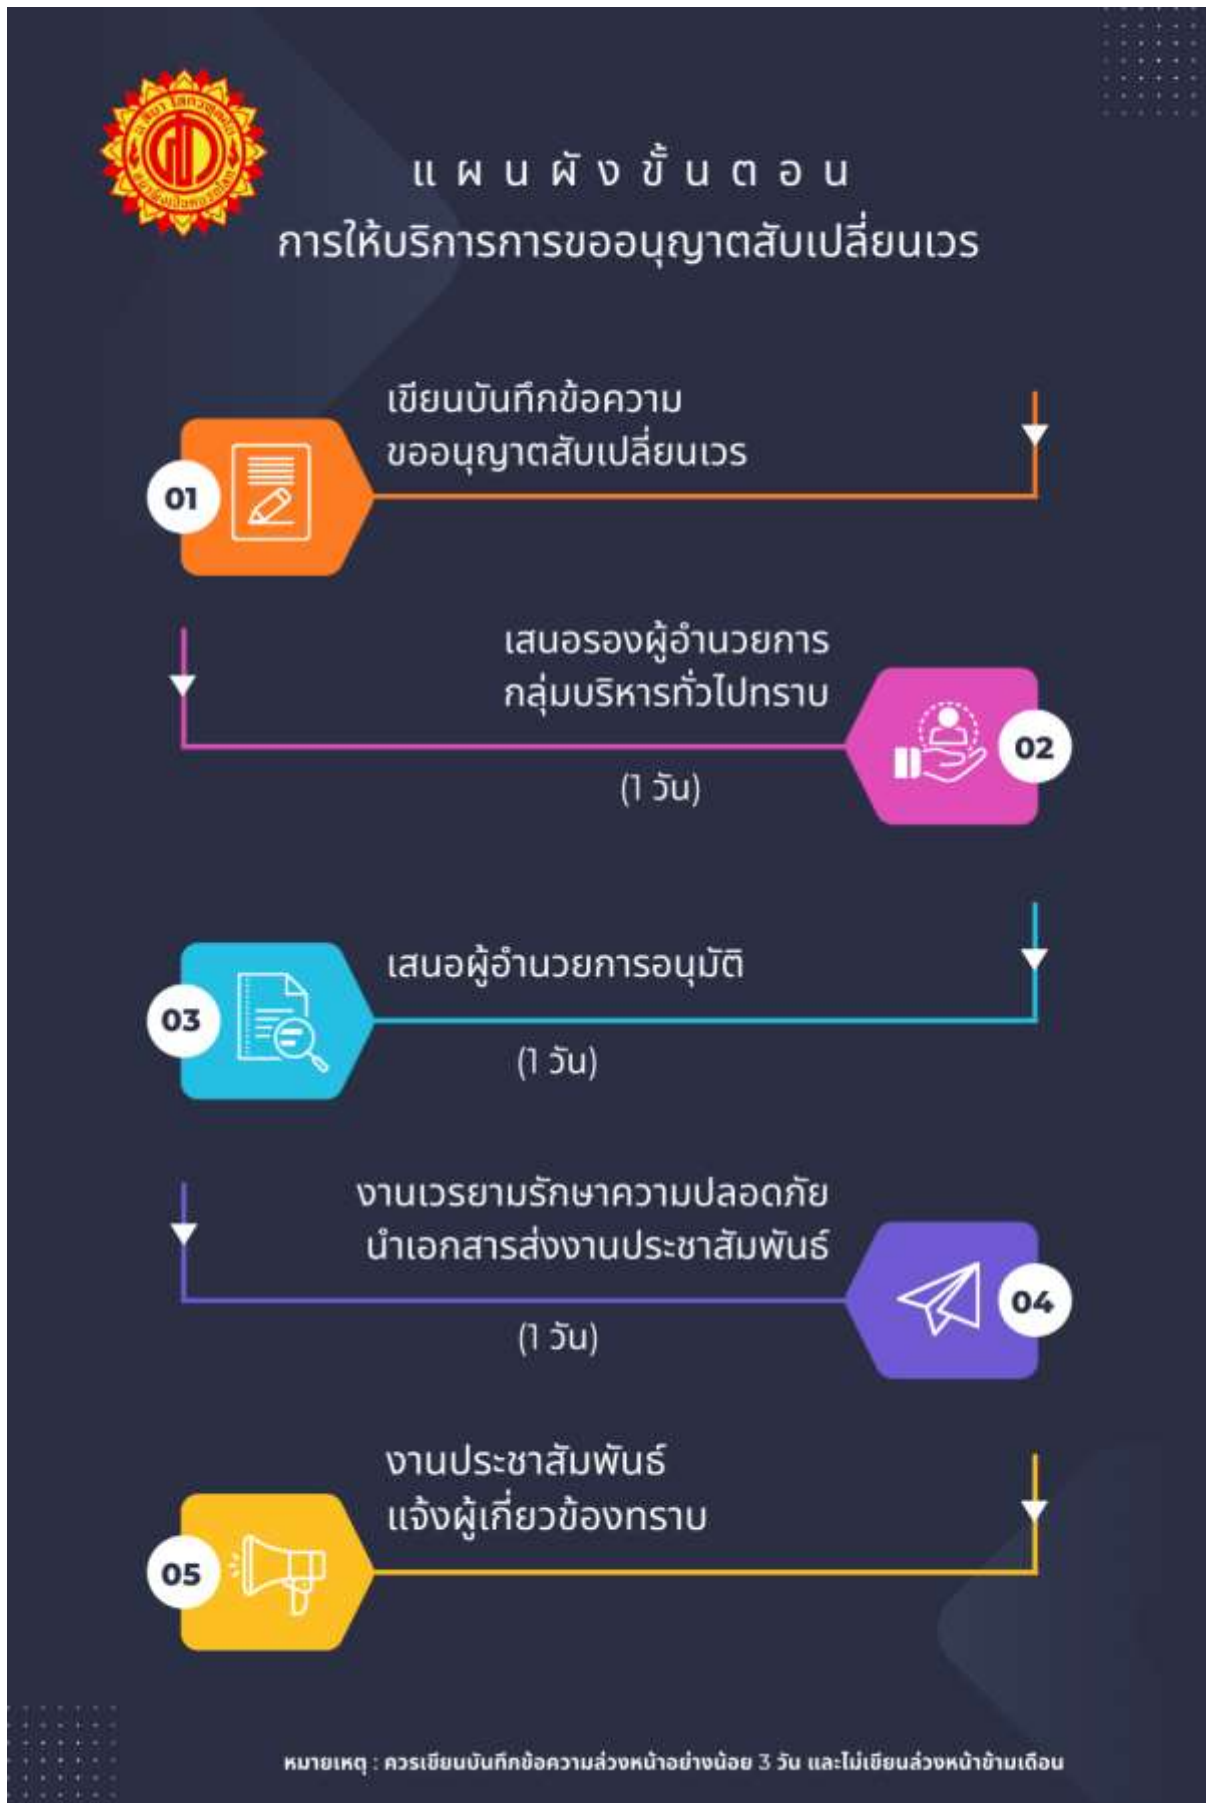 แผนผังขั้นตอน
การให้บริการการขออนุญาตสับเปลี่ยนเวร
เขียนบันทึกข้อความ
ขออนุญาตสับเปลี่ยนเวร
01
เสนอรองผู้อำนวยการ
กลุ่มบริหารทั่วไปทราบ
02
(1 วัน)
เสนอผู้อำนวยการอนุมัติ
03
(1 วัน)
งานเวรยามรักษาความปลอดภัย
นำเอกสารส่งงานประชาสัมพันธ์
04
(1 วัน)
งานประชาสัมพันธ์
แจ้งผู้เกี่ยวข้องทราบ
05
หมายเหตุ : ควรเขียนบันทึกข้อความล่วงหน้าอย่างน้อย 3 วัน และไม่เขียนล่วงหน้าข้ามเดือน